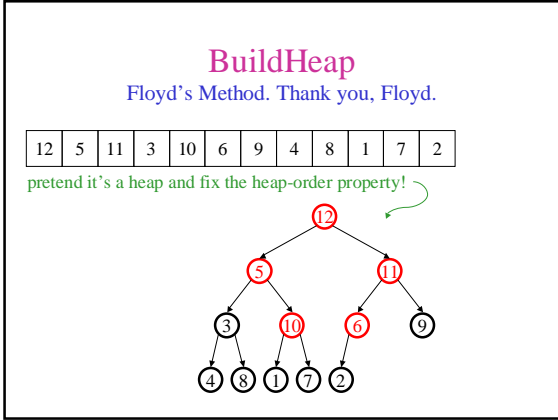 BuildHeap
Floyd's Method. Thank you, Floyd.
12 5 11 3 10 6 9 4 8 1 7 2
pretend it's a heap and fix the heap-order property!
12
5 11
3 10 6 9
4 8 1 7 2